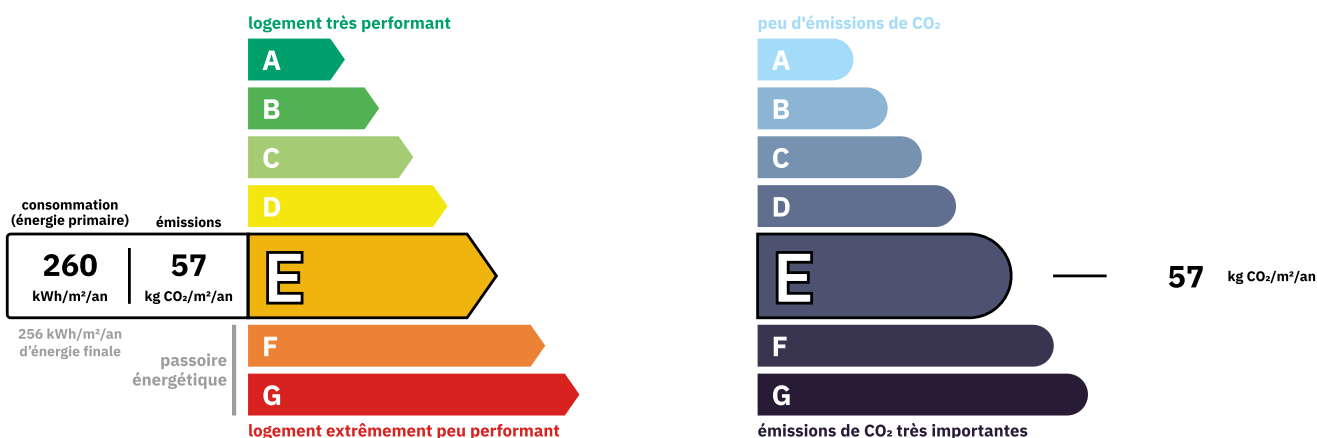 logement très performant
A
B
C
D
consommation
(énergie primaire)
émissions
260
kWh/m²/an
57
kg CO₂/m²/an
E
256 kWh/m²/an
d'énergie finale
passoire
énergétique
F
G
logement extrêmement peu performant
peu d'émissions de CO₂
A
B
C
D
E
57 kg CO₂/m²/an
F
G
émissions de CO₂ très importantes